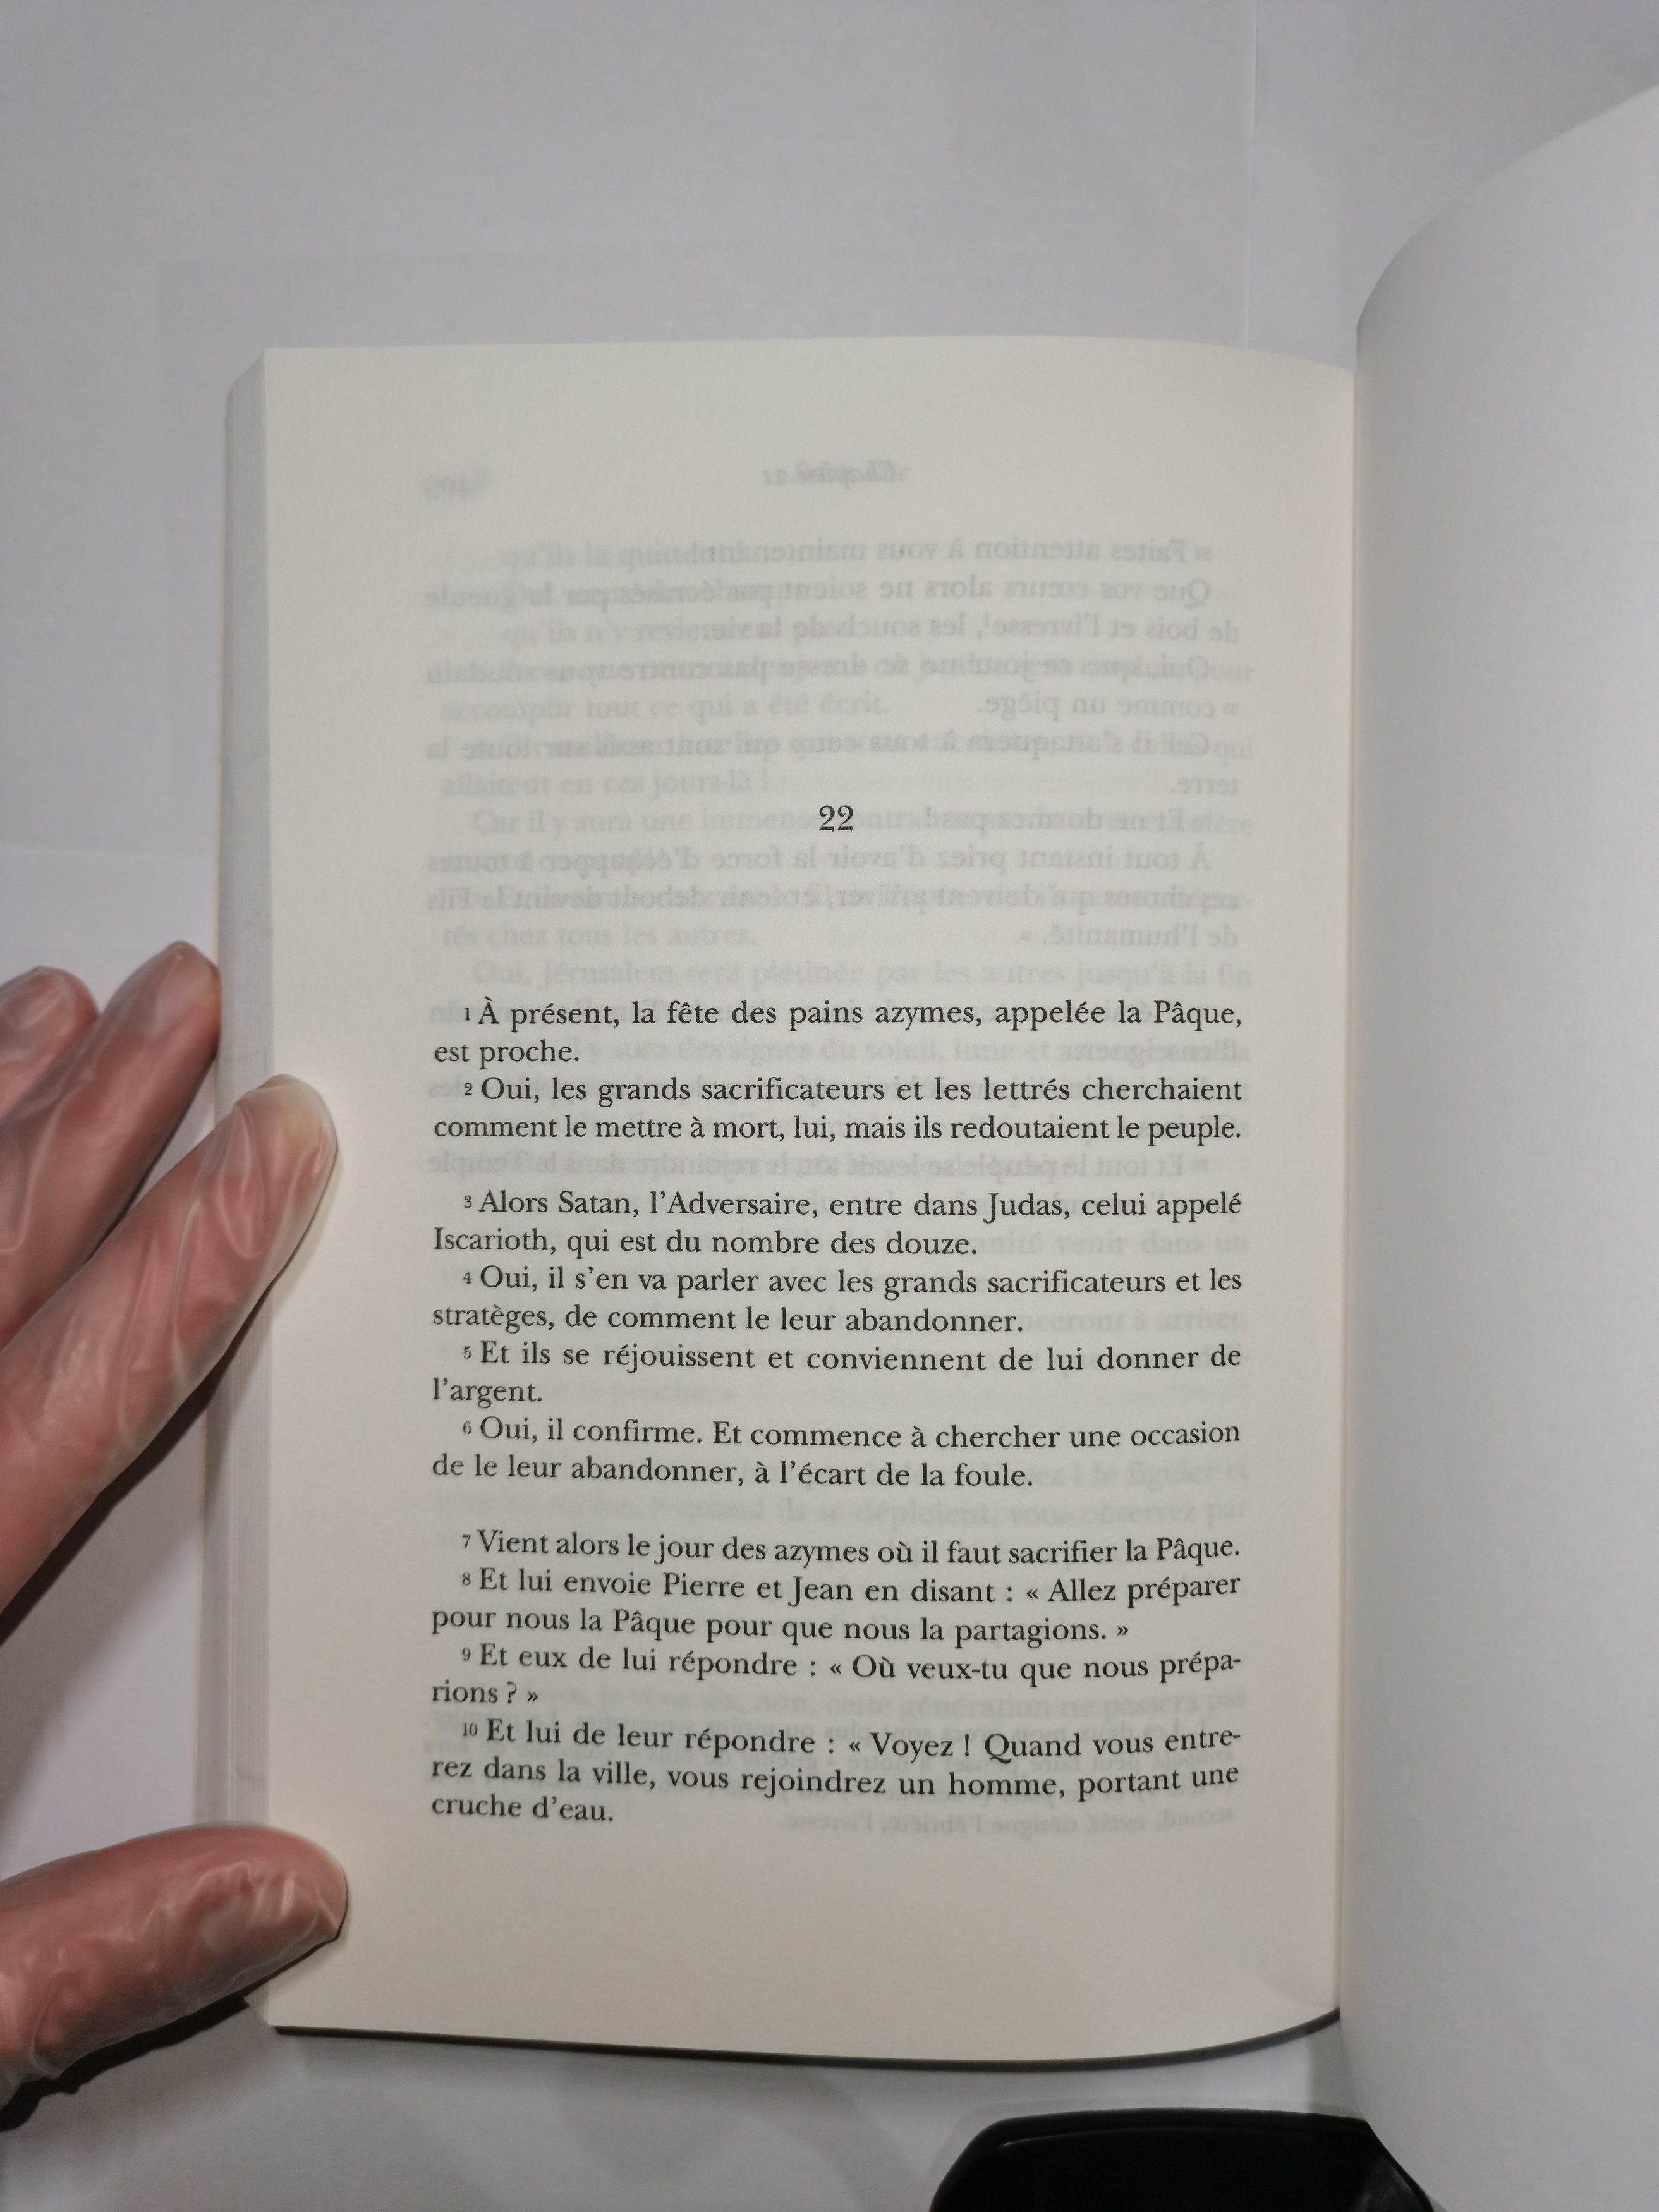 22
1 À présent, la fête des pains azymes, appelée la Pâque,
est proche.
2 Oui, les grands sacrificateurs et les lettrés cherchaient
comment le mettre à mort, lui, mais ils redoutaient le peuple.
3 Alors Satan, l'Adversaire, entre dans Judas, celui appelé
Iscarioth, qui est du nombre des douze.
4 Oui, il s'en va parler avec les grands sacrificateurs et les
stratèges, de comment le leur abandonner.
5 Et ils se réjouissent et conviennent de lui donner de
l'argent.
6 Oui, il confirme. Et commence à chercher une occasion
de le leur abandonner, à l'écart de la foule.
7 Vient alors le jour des azymes où il faut sacrifier la Pâque.
8 Et lui envoie Pierre et Jean en disant : « Allez préparer
pour nous la Pâque pour que nous la partagions. »
9 Et eux de lui répondre : « Où veux-tu que nous prépa-
rions ? »
10 Et lui de leur répondre : « Voyez ! Quand vous entre-
rez dans la ville, vous rejoindrez un homme, portant une
cruche d'eau.